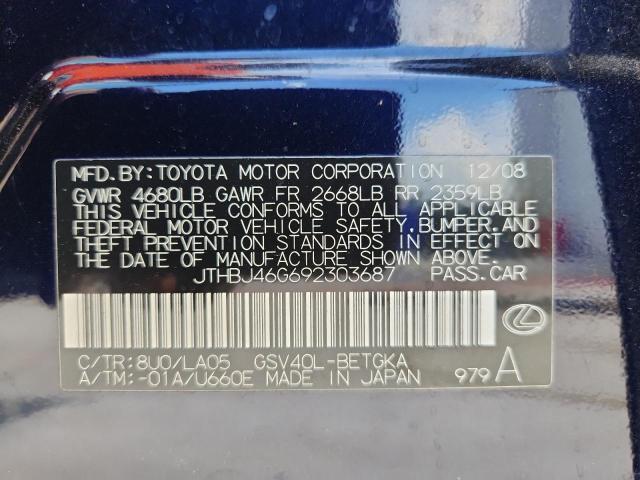 MFD. BY:TOYOTA MOTOR CORPORATION 12/08
GVWR 4680LB GAWR FR 2668LB RR 2359LB
THIS VEHICLE CONFORMS TO ALL APPLICABLE
FEDERAL MOTOR VEHICLE SAFETY,BUMPER,AND
THEFT PREVENTION STANDARDS IN EFFECT ON
THE DATE OF MANUFACTURE SHOWN ABOVE.
JTHBJ46G692303687 PASS.CAR
C/TR:8U0/LA05 GSV40L-BETGKA
A/TM:-01A/U660E MADE IN JAPAN 979 A